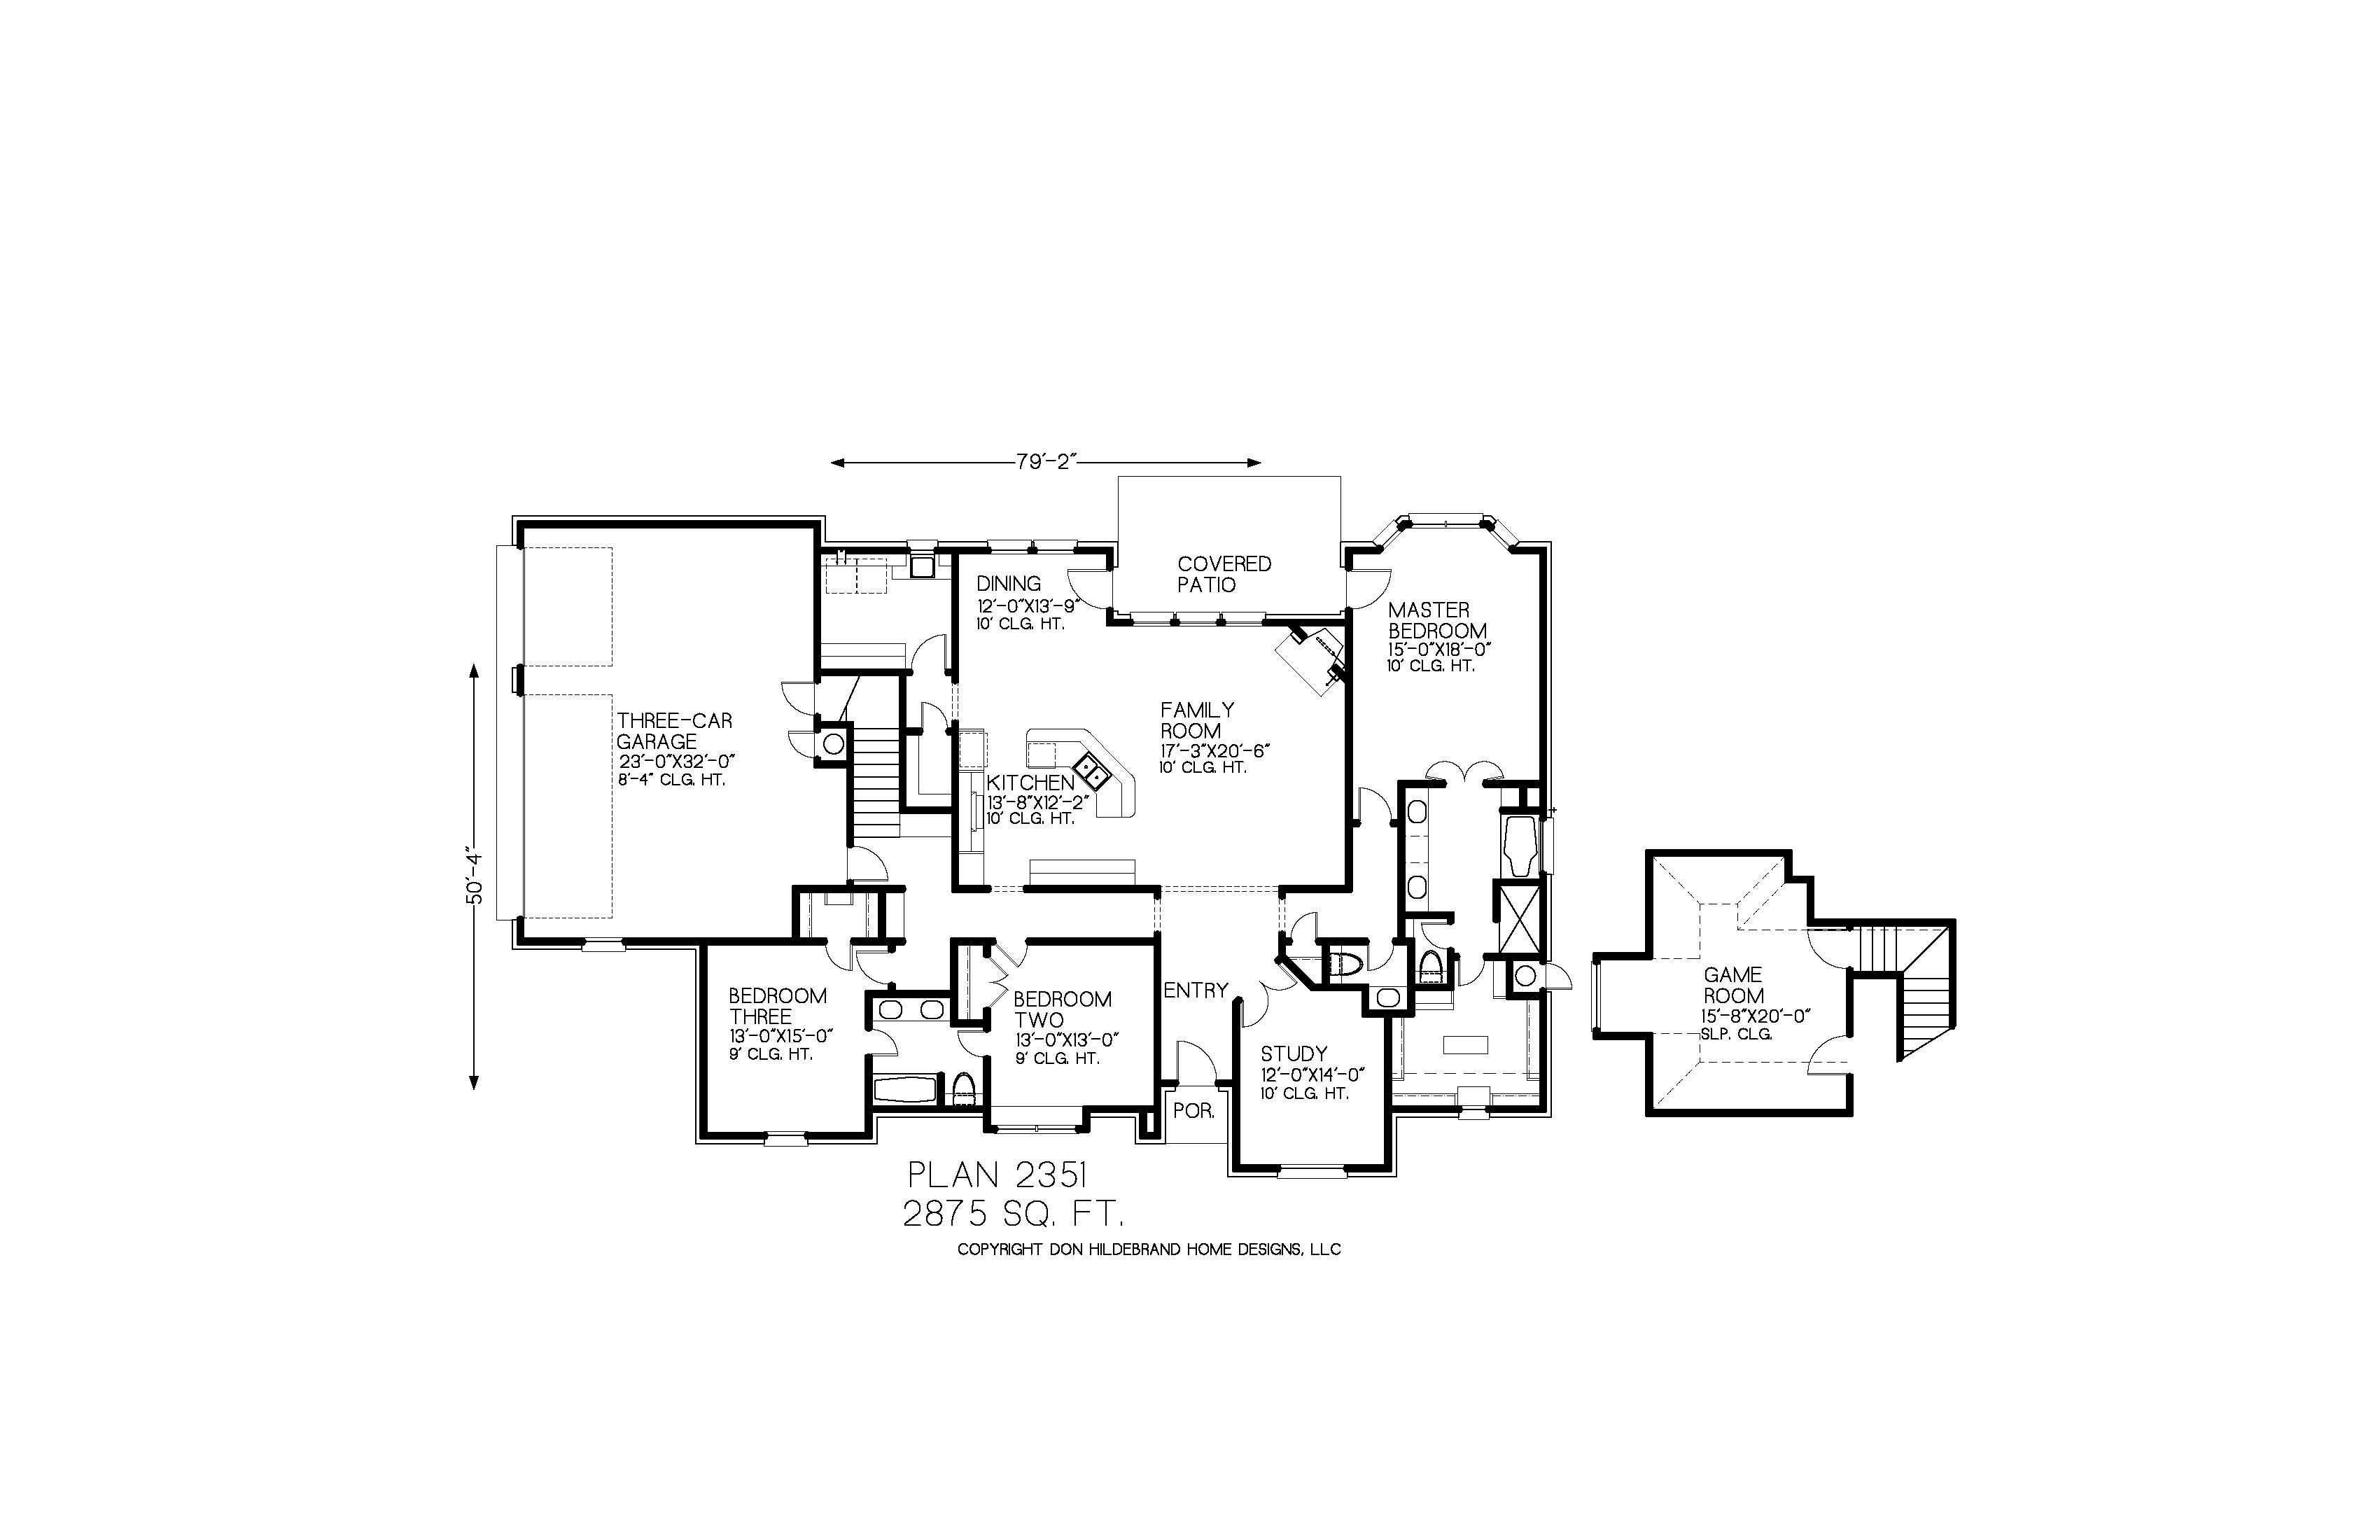 79'-2"
COVERED
PATIO
DINING
12'-0"X13'-9"
10' CLG. HT.
MASTER
BEDROOM
15'-0"X18'-0"
10' CLG. HT.
THREE-CAR
GARAGE
23'-0"X32'-0"
8'-4" CLG. HT.
FAMILY
ROOM
17'-3"X20'-6"
10' CLG. HT.
KITCHEN
13'-8"X12'-2"
10' CLG. HT.
50'-4"
GAME
ROOM
15'-8"X20'-0"
SLP. CLG.
BEDROOM
THREE
13'-0"X15'-0"
9' CLG. HT.
BEDROOM
TWO
13'-0"X13'-0"
9' CLG. HT.
ENTRY
STUDY
12'-0"X14'-0"
10' CLG. HT.
POR.
PLAN 2351
2875 SQ. FT.
COPYRIGHT DON HILDEBRAND HOME DESIGNS, LLC